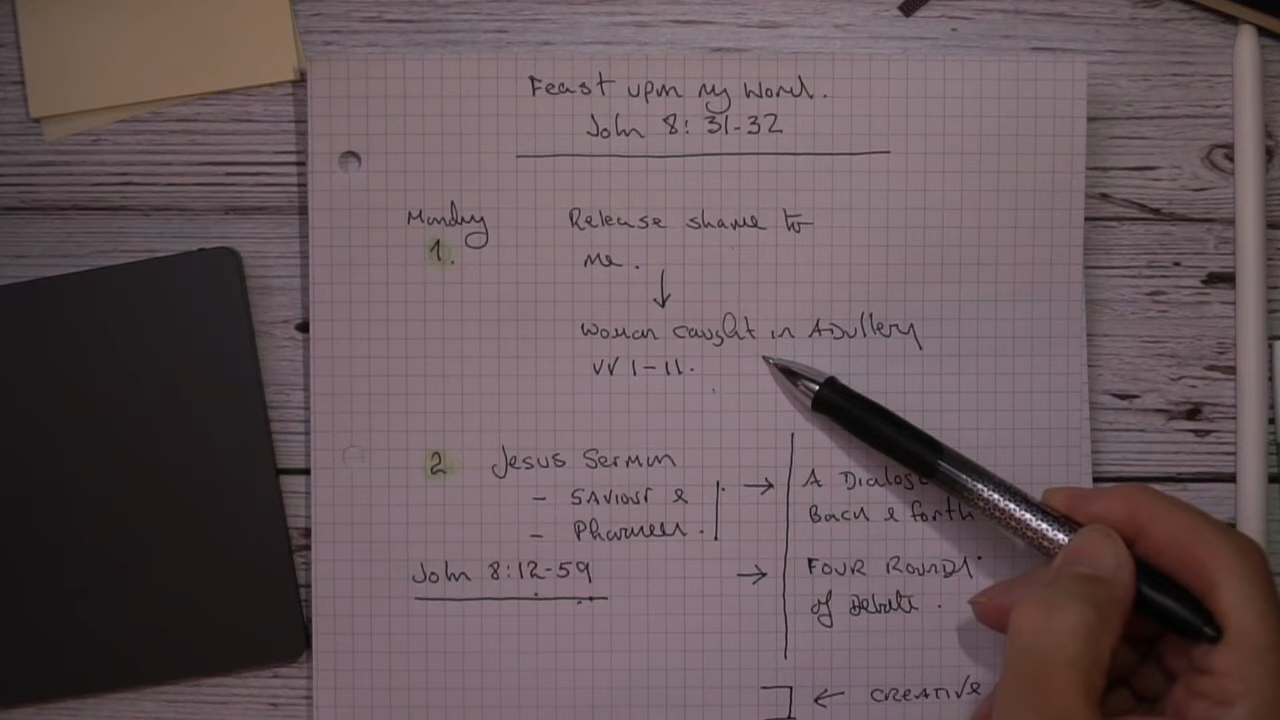 Feast upon my Word.
John 8: 31-32
Monday
1.
Release shame to
me.
↓
Woman caught in Adultery
VV 1-11.
2 Jesus Sermon
- Saviour &
- Pharisees.
John 8:12-59
→ A Dialog
Back & forth
→ FOUR ROUNDS
of Debate.
← CREATIVE